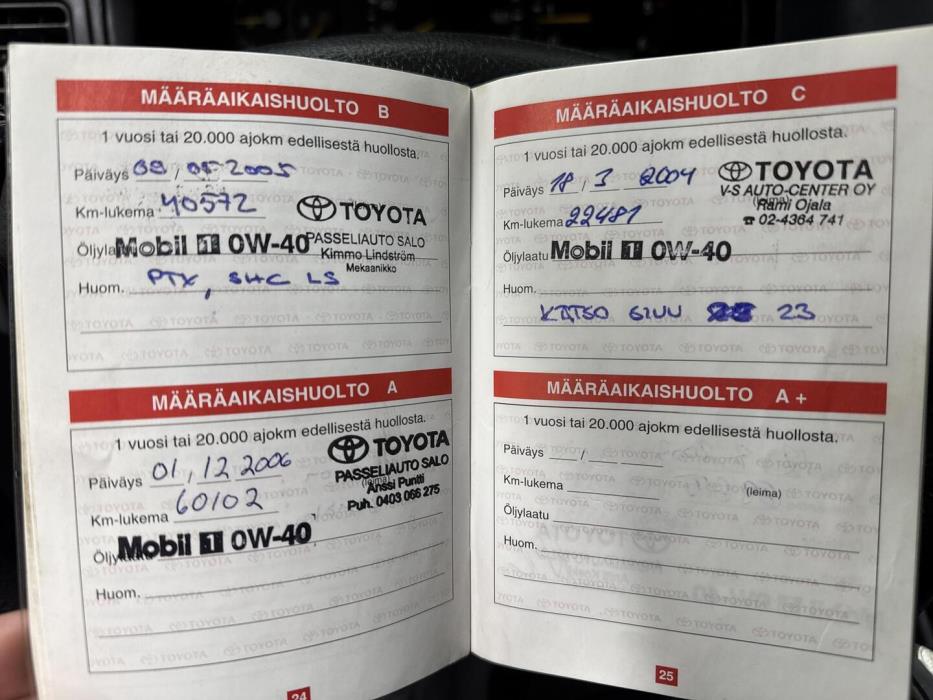 MÄÄRÄAIKAISHUOLTO B
1 vuosi tai 20.000 ajokm edellisestä huollosta.
Päiväys 2005
Km-lukema 40572
TOYOTA
PASSELIAUTO SALO
Kimmo Lindström
Mekaanikko
Mobil 1 0W-40
Huom. PTX, SHC LS
MÄÄRÄAIKAISHUOLTO A
1 vuosi tai 20.000 ajokm edellisestä huollosta.
Päiväys 01, 12 2006
Km-lukema 60102
TOYOTA
PASSELIAUTO SALO
Anssi Puntti
Puh. 0403 066 275
Mobil 1 0W-40
Huom.
24
MÄÄRÄAIKAISHUOLTO C
1 vuosi tai 20.000 ajokm edellisestä huollosta.
Päiväys 18, 3 2004
Km-lukema 22481
TOYOTA
V-S AUTO-CENTER OY
Rami Ojala
☎ 02-4364 741
Öljylaatu Mobil 1 0W-40
Huom.
KATSO SIVU 23
MÄÄRÄAIKAISHUOLTO A +
1 vuosi tai 20.000 ajokm edellisestä huollosta.
Päiväys /
Km-lukema (leima)
Öljylaatu
Huom.
25